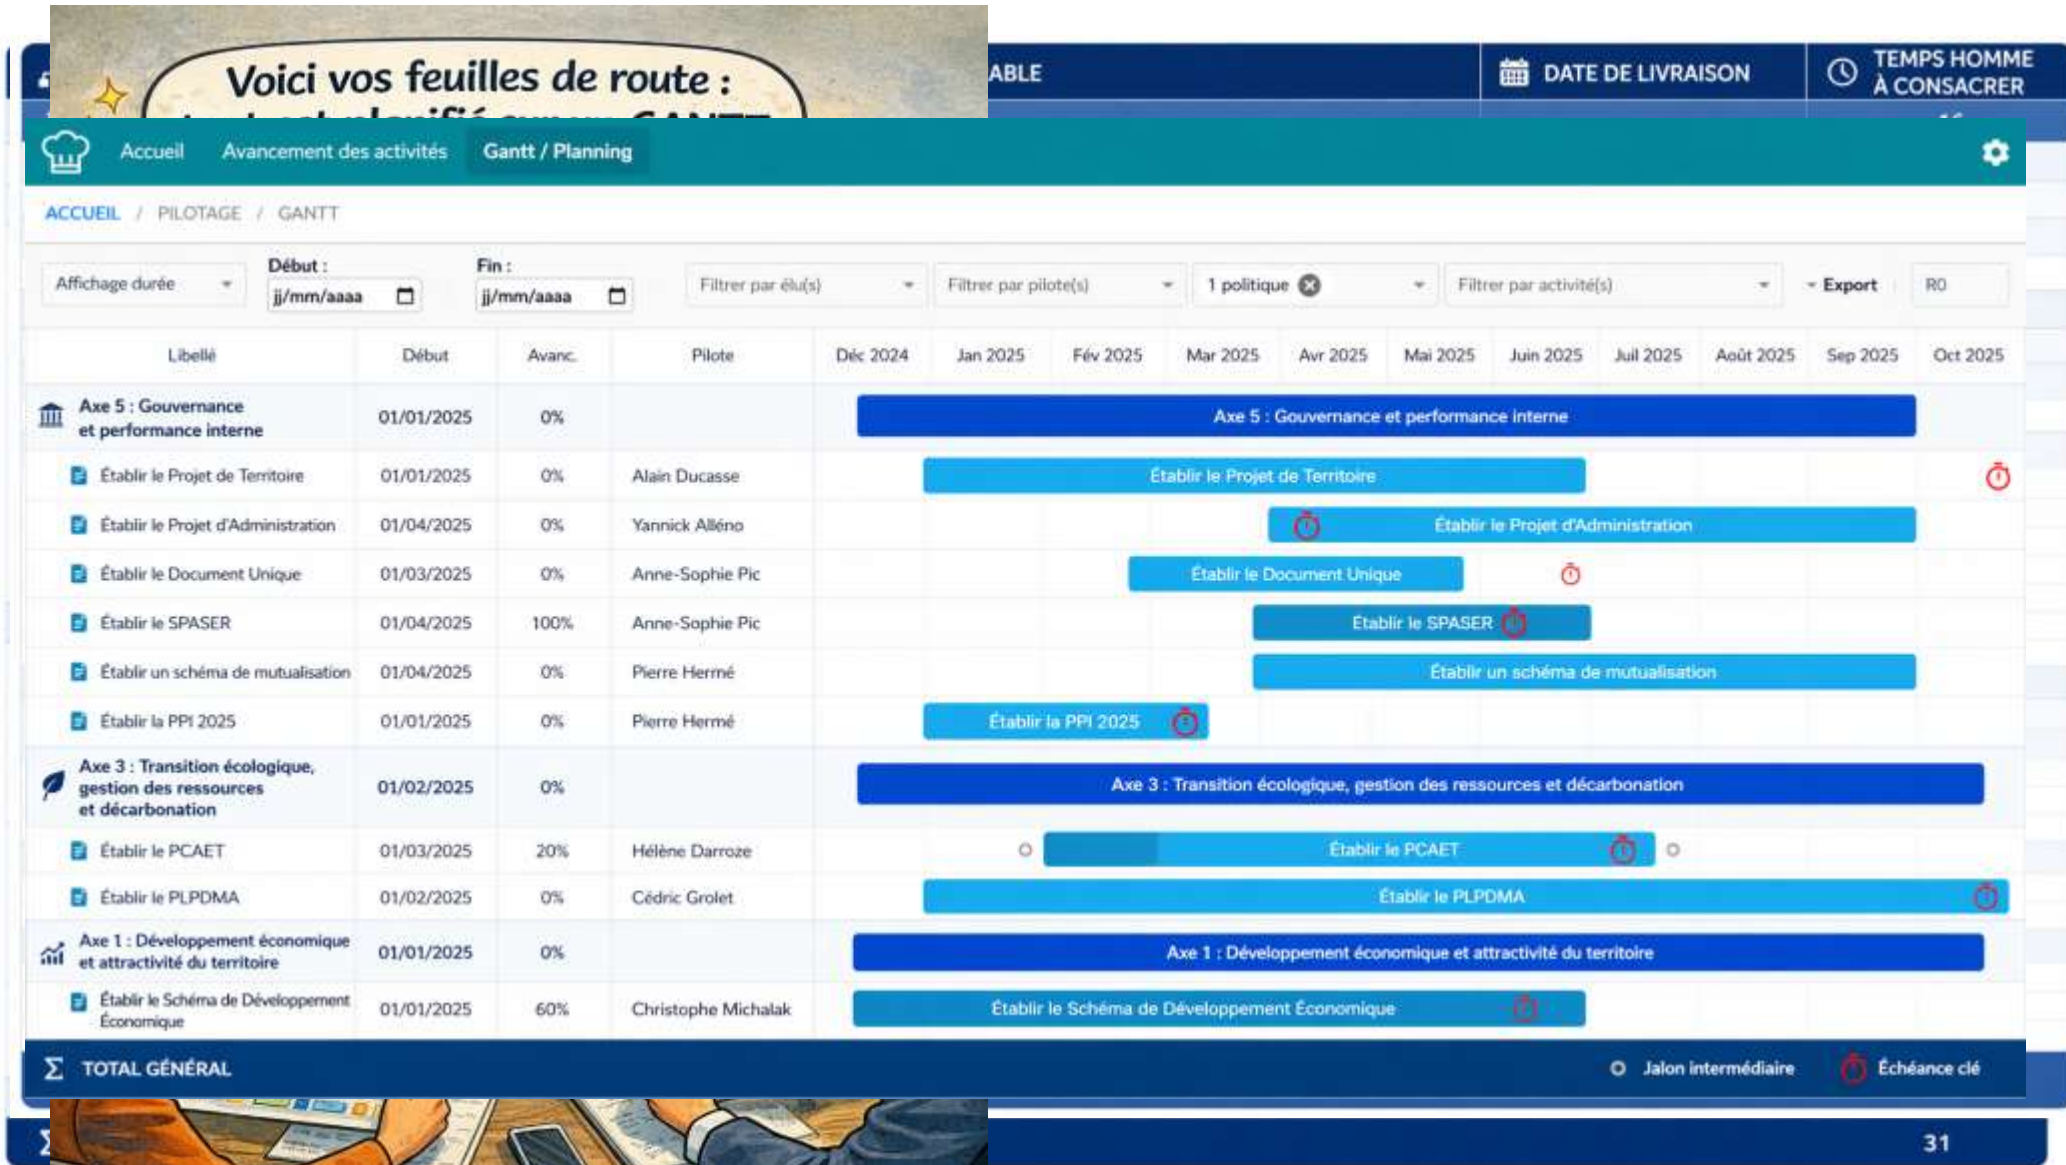 Voici vos feuilles de route :
ABLE
DATE DE LIVRAISON
TEMPS HOMME
À CONSACRER
Accueil
Avancement des activités
Gantt / Planning
ACCUEIL / PILOTAGE / GANTT
Affichage durée
Début :
jj/mm/aaaa
Fin :
jj/mm/aaaa
Filtrer par élu(s)
Filtrer par pilote(s)
1 politique
Filtrer par activité(s)
Export
R0
Libellé Début Avanc. Pilote Déc 2024 Jan 2025 Fév 2025 Mar 2025 Avr 2025 Mai 2025 Juin 2025 Juil 2025 Août 2025 Sep 2025 Oct 2025
Axe 5 : Gouvernance
et performance interne
01/01/2025 0% Axe 5 : Gouvernance et performance interne
Établir le Projet de Territoire 01/01/2025 0% Alain Ducasse Établir le Projet de Territoire
Établir le Projet d'Administration 01/04/2025 0% Yannick Alléno Établir le Projet d'Administration
Établir le Document Unique 01/03/2025 0% Anne-Sophie Pic Établir le Document Unique
Établir le SPASER 01/04/2025 100% Anne-Sophie Pic Établir le SPASER
Établir un schéma de mutualisation 01/04/2025 0% Pierre Hermé Établir un schéma de mutualisation
Établir la PPI 2025 01/01/2025 0% Pierre Hermé Établir la PPI 2025
Axe 3 : Transition écologique,
gestion des ressources
et décarbonation
01/02/2025 0% Axe 3 : Transition écologique, gestion des ressources et décarbonation
Établir le PCAET 01/03/2025 20% Hélène Darroze Établir le PCAET
Établir le PLPDMA 01/02/2025 0% Cédric Grolet Établir le PLPDMA
Axe 1 : Développement économique
et attractivité du territoire
01/01/2025 0% Axe 1 : Développement économique et attractivité du territoire
Établir le Schéma de Développement
Économique
01/01/2025 60% Christophe Michalak Établir le Schéma de Développement Économique
Σ TOTAL GÉNÉRAL
Jalon intermédiaire
Échéance clé
31